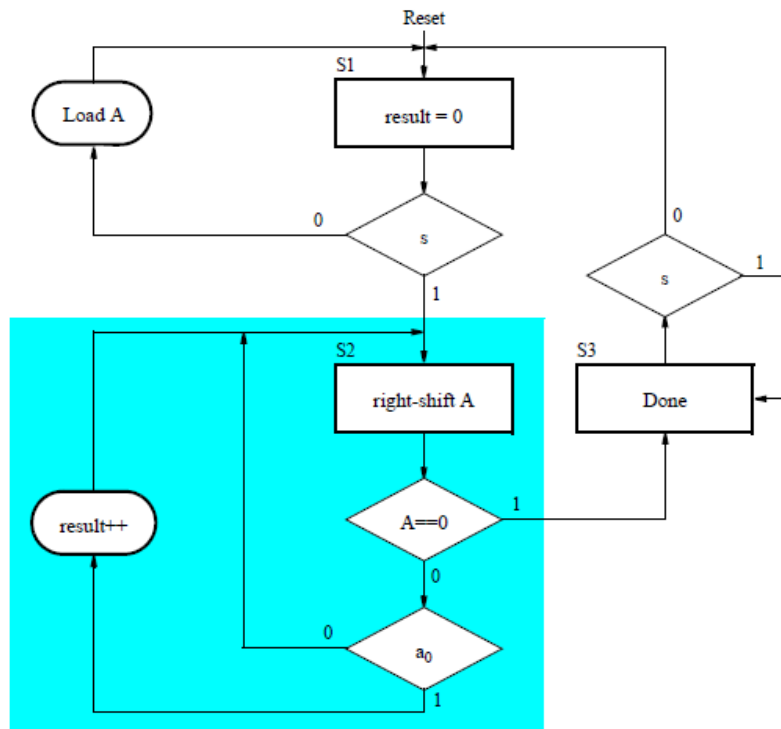 Reset
S1
Load A
result = 0
0
s
1
0
s
1
S2
right-shift A
S3
Done
result++
A==0
1
0
0
a₀
1